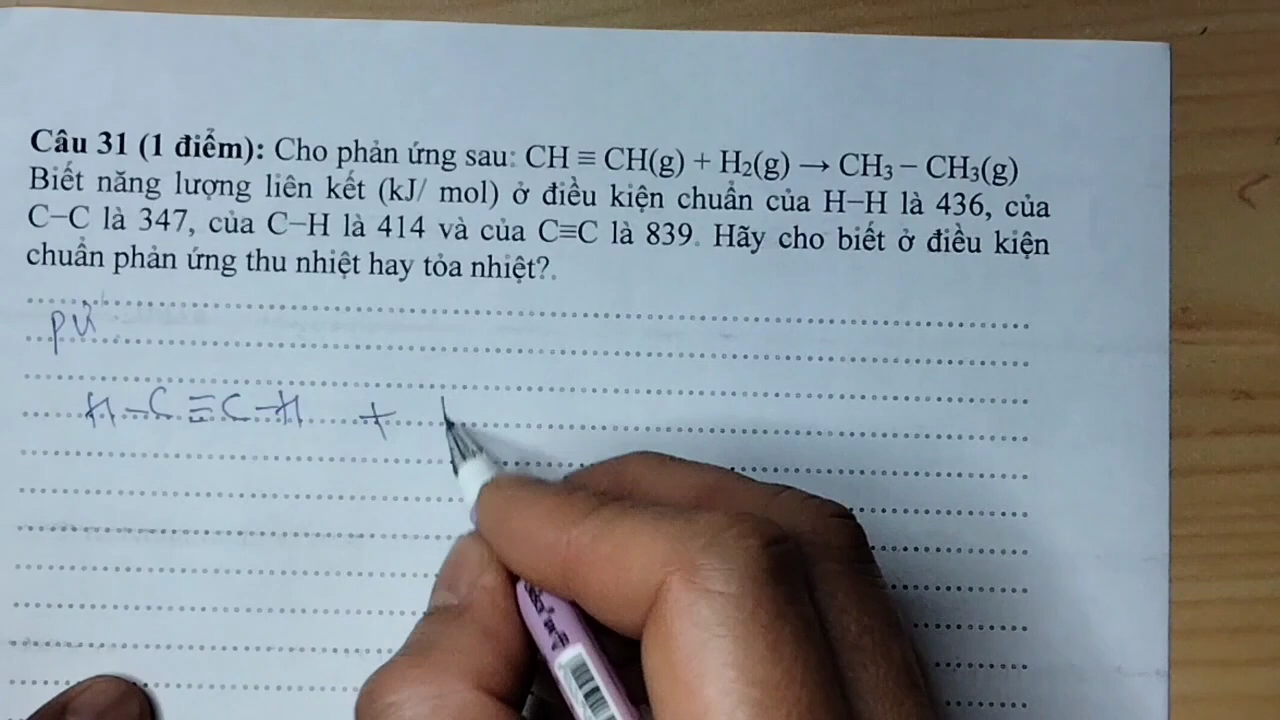 Câu 31 (1 điểm): Cho phản ứng sau: CH ≡ CH(g) + H₂(g) → CH₃ − CH₃(g)
Biết năng lượng liên kết (kJ/ mol) ở điều kiện chuẩn của H−H là 436, của
C−C là 347, của C−H là 414 và của C≡C là 839. Hãy cho biết ở điều kiện
chuẩn phản ứng thu nhiệt hay tỏa nhiệt?.
PỨ
H − C ≡ C − H +